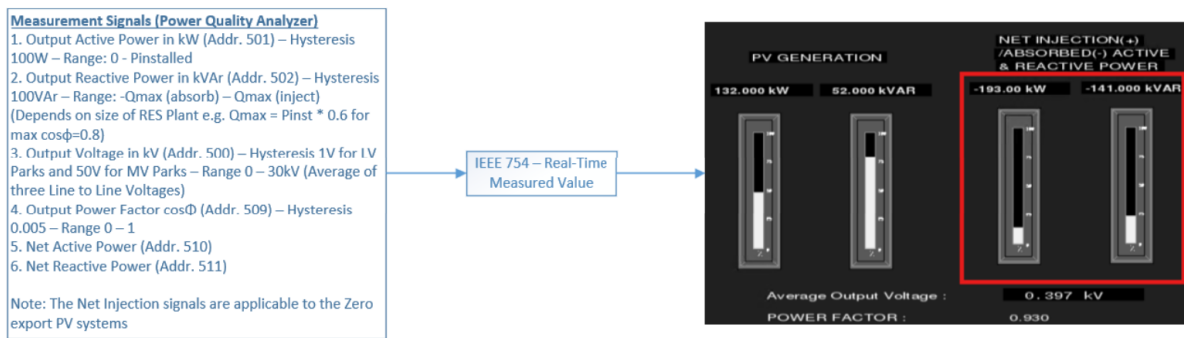 Measurement Signals (Power Quality Analyzer)
1. Output Active Power in kW (Addr. 501) – Hysteresis
100W – Range: 0 - Pinstalled
2. Output Reactive Power in kVAr (Addr. 502) – Hysteresis
100VAr – Range: -Qmax (absorb) – Qmax (inject)
(Depends on size of RES Plant e.g. Qmax = Pinst * 0.6 for
max cosϕ=0.8)
3. Output Voltage in kV (Addr. 500) – Hysteresis 1V for LV
Parks and 50V for MV Parks – Range 0 – 30kV (Average of
three Line to Line Voltages)
4. Output Power Factor cosΦ (Addr. 509) – Hysteresis
0.005 – Range 0 – 1
5. Net Active Power (Addr. 510)
6. Net Reactive Power (Addr. 511)
Note: The Net Injection signals are applicable to the Zero
export PV systems
IEEE 754 – Real-Time
Measured Value
PV GENERATION
NET INJECTION(+)
/ABSORBED(-) ACTIVE
& REACTIVE POWER
132.000 kW
52.000 kVAR
-193.00 kW
-141.000 kVAR
Average Output Voltage :
0.397 kV
POWER FACTOR :
0.930